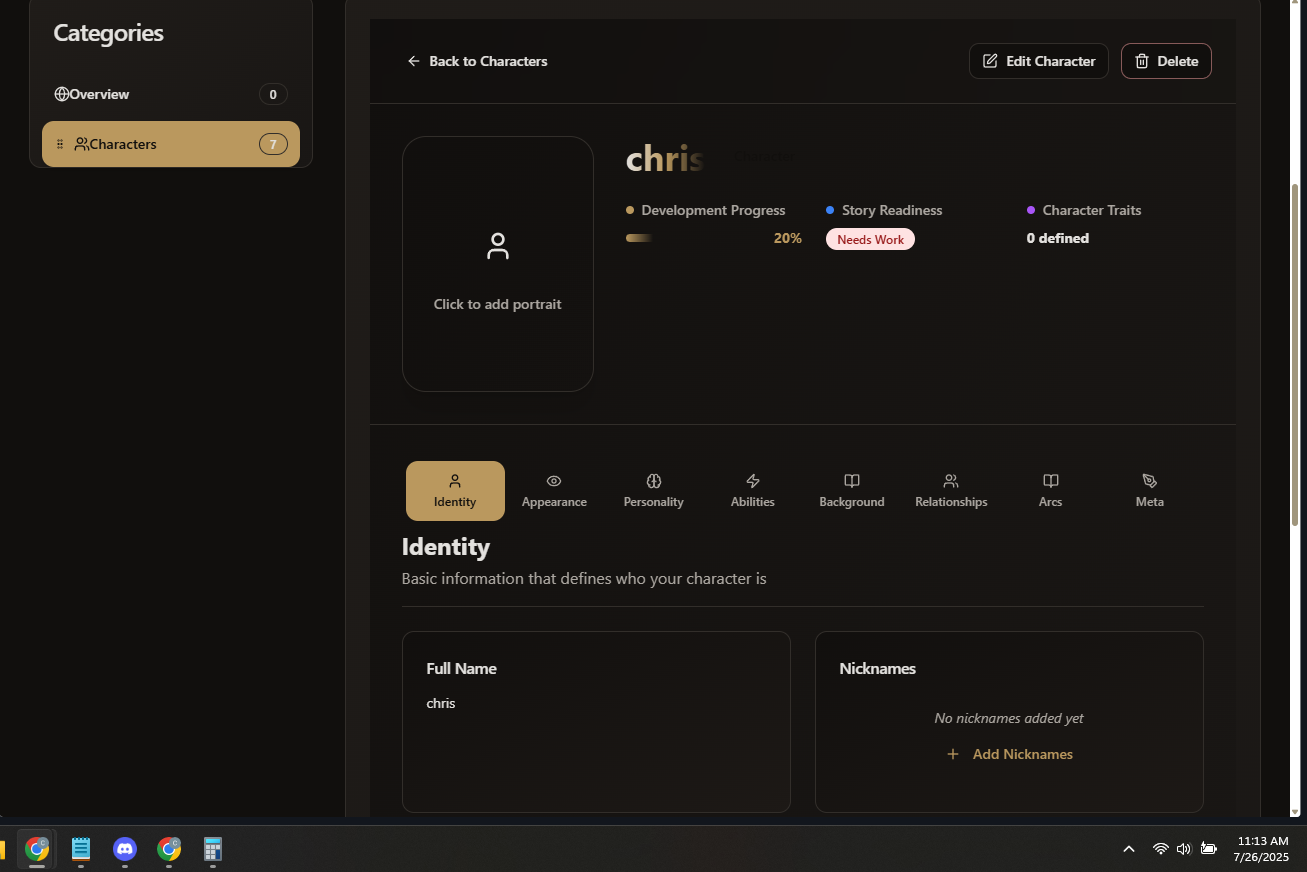 Categories
Overview 0
Characters 7
Back to Characters
Edit Character
Delete
chris
Character
Development Progress
Story Readiness
Character Traits
20%
Needs Work
0 defined
Click to add portrait
Identity
Appearance
Personality
Abilities
Background
Relationships
Arcs
Meta
Identity
Basic information that defines who your character is
Full Name
chris
Nicknames
No nicknames added yet
Add Nicknames
11:13 AM
7/26/2025